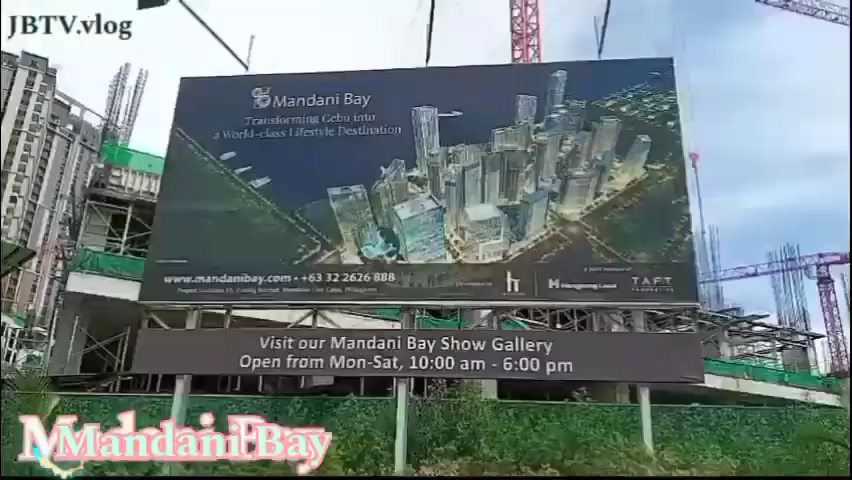 JBTV.vlog
Mandani Bay
Transforming Cebu into
a World-class Lifestyle Destination
www.mandanibay.com • +63 32 2626 888
Hongkong Land
TAFT
Visit our Mandani Bay Show Gallery
Open from Mon-Sat, 10:00 am - 6:00 pm
Mandani Bay